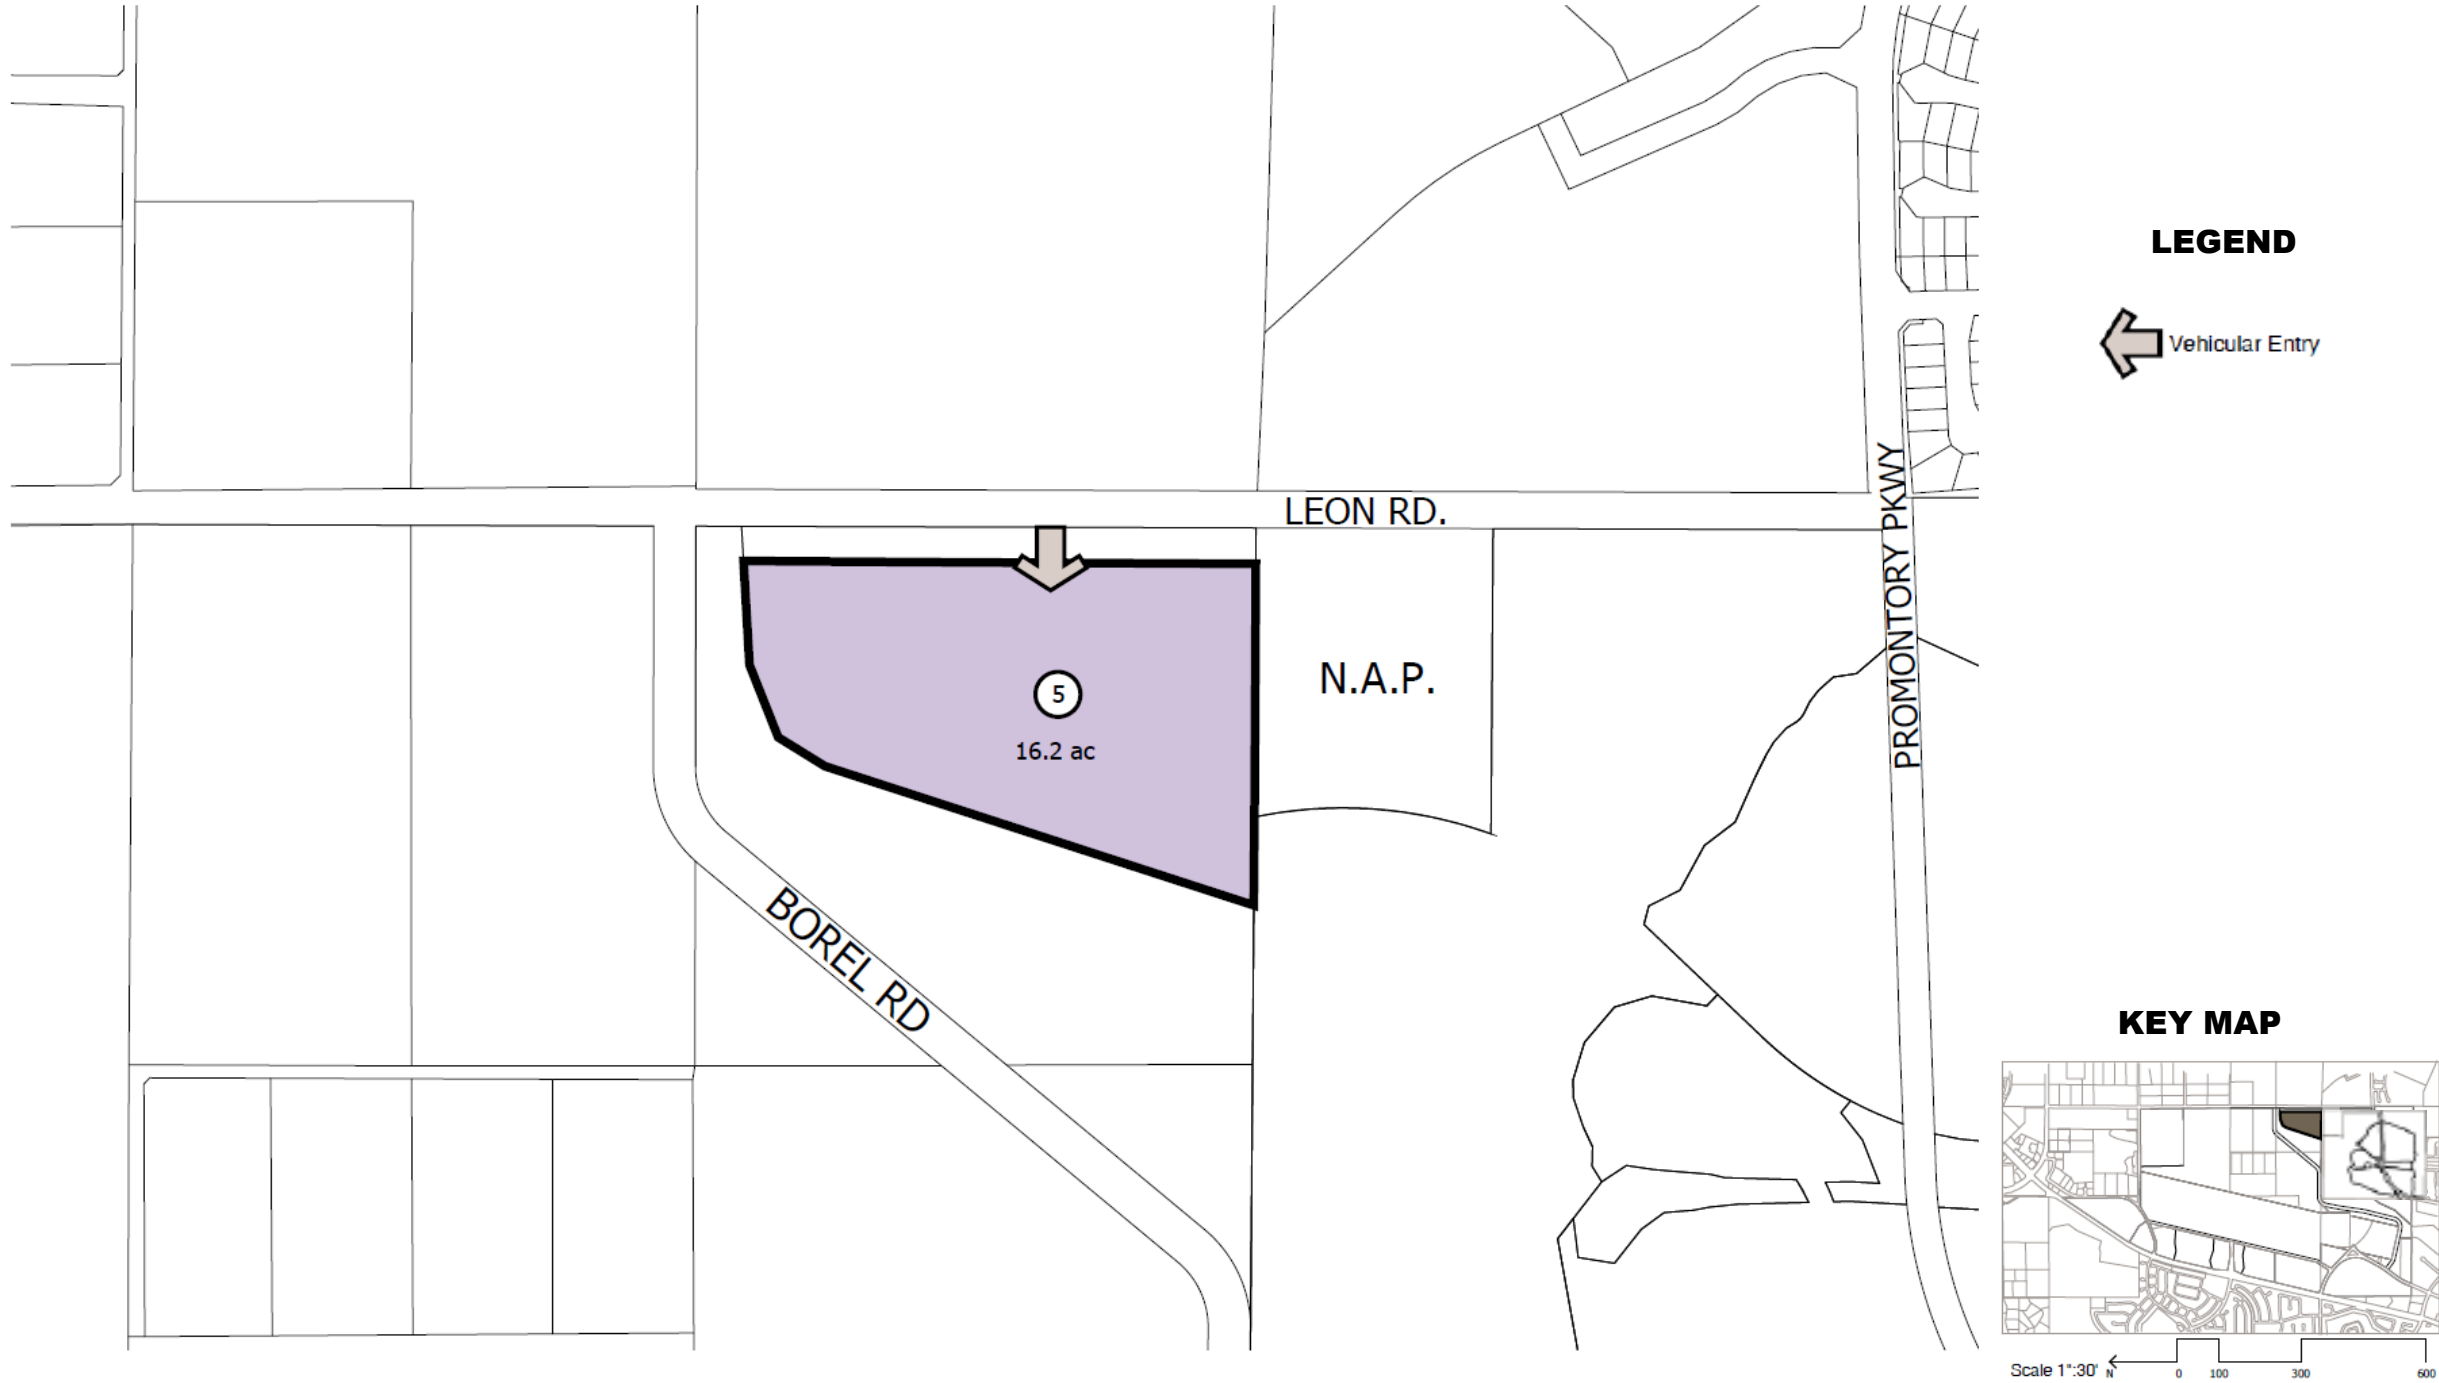 LEGEND
Vehicular Entry
LEON RD.
PROMONTORY PKWY
N.A.P.
5
16.2 ac
BOREL RD
KEY MAP
Scale 1":30'
N
0 100 300 600